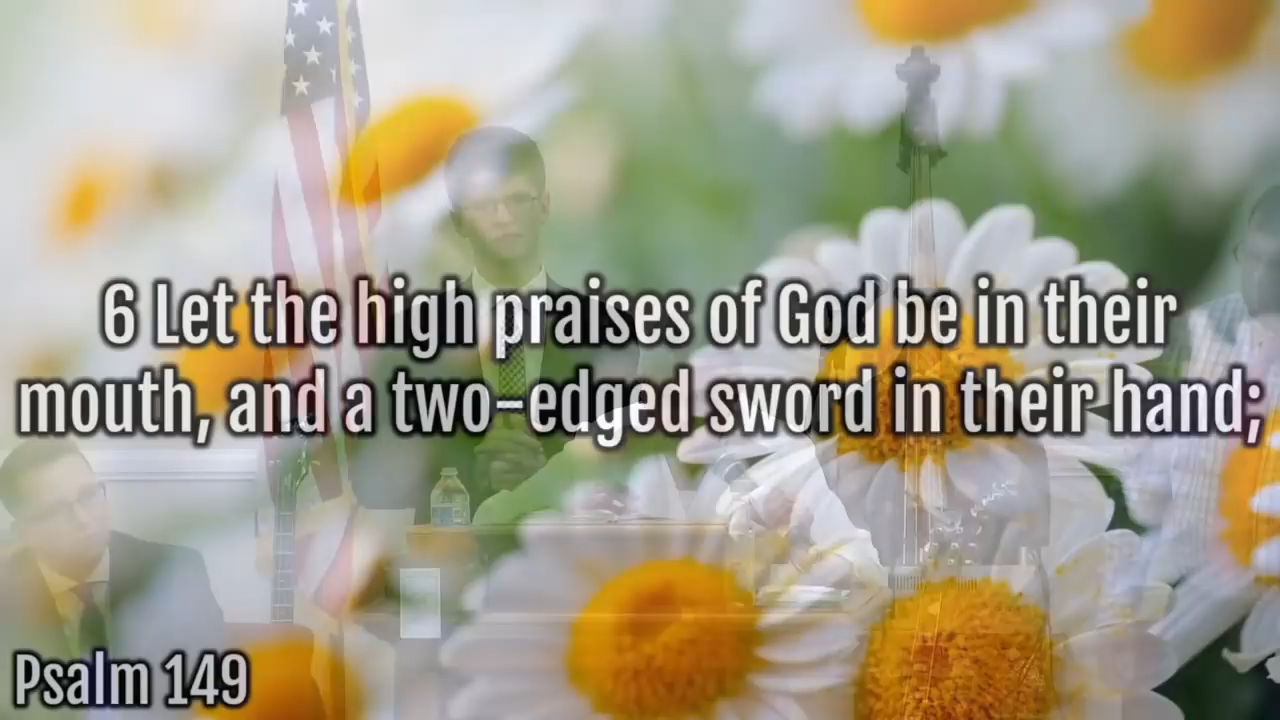 6 Let the high praises of God be in their
mouth, and a two-edged sword in their hand;
Psalm 149